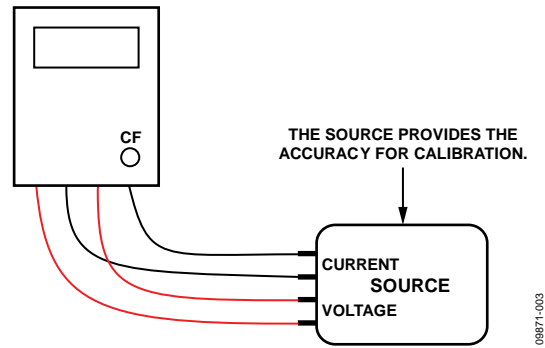 CF
THE SOURCE PROVIDES THE
ACCURACY FOR CALIBRATION.
CURRENT
SOURCE
VOLTAGE
09871-003